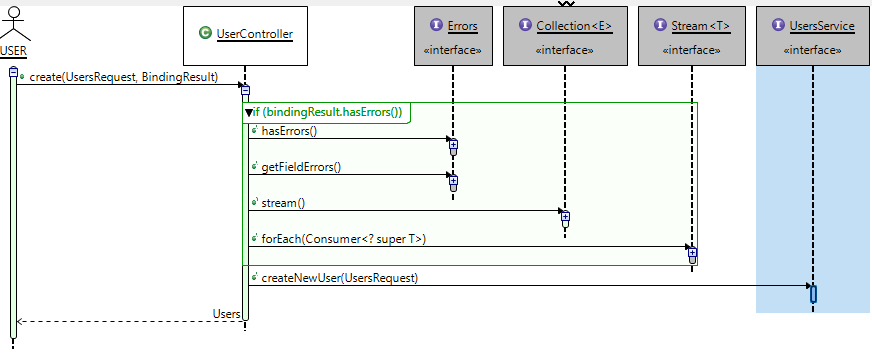 USER
C UserController
I Errors
«interface»
I Collection<E>
«interface»
I Stream<T>
«interface»
I UsersService
«interface»
create(UsersRequest, BindingResult)
if (bindingResult.hasErrors())
hasErrors()
getFieldErrors()
stream()
forEach(Consumer<? super T>)
createNewUser(UsersRequest)
Users